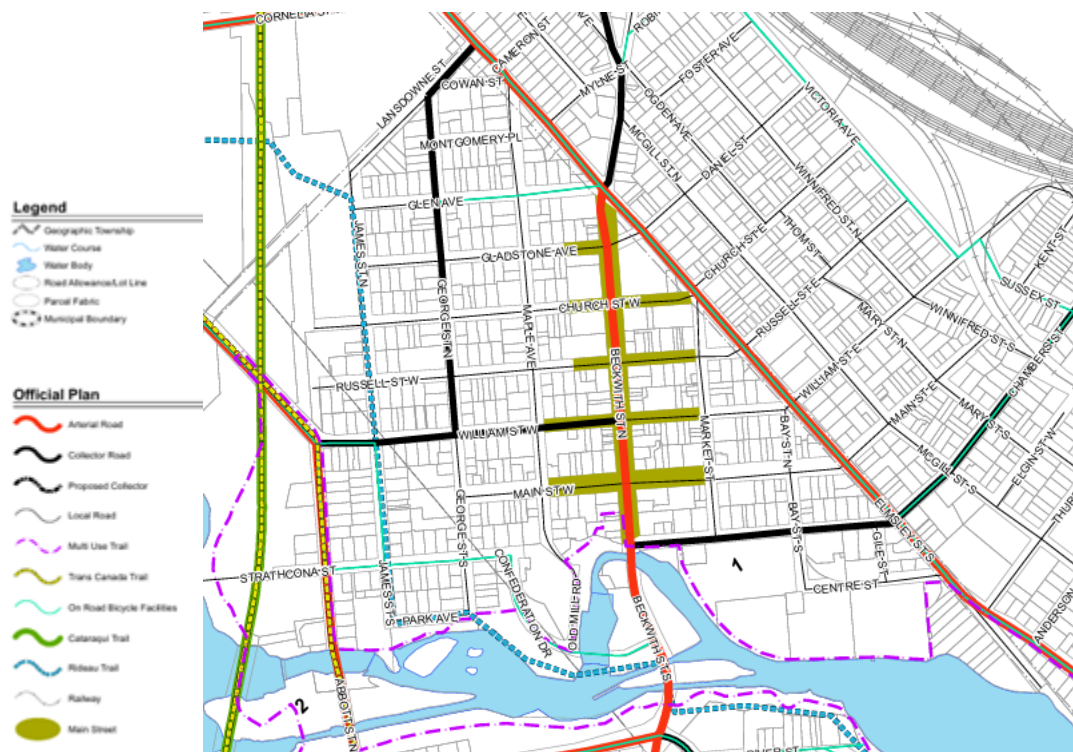 Legend
Geographic Township
Water Course
Water Body
Road Allowance/Lot Line
Parcel Fabric
Municipal Boundary
Official Plan
Arterial Road
Collector Road
Proposed Collector
Local Road
Multi Use Trail
Trans Canada Trail
On Road Bicycle Facilities
Cataraqui Trail
Rideau Trail
Railway
Main Street
CORNELIA ST
LANSDOWNE ST
COWAN ST
CAMERON ST
MYLNE S
FOSTER AVE
OGDEN AVE
VICTORIA AVE
MONTGOMERY PL
MCGILL ST N
DANIEL ST
WINNIFRED ST N
GLEN AVE
JAMES ST N
GLADSTONE AVE
CHURCH ST E
THOM ST
KENT ST
SUSSEX ST
GEORGE ST N
MAPLE AVE
CHURCH ST W
RUSSELL ST E
MARY ST N
WINNIFRED ST S
CHAMBERS S
RUSSELL ST W
BECKWITH ST N
WILLIAM ST E
MAIN ST E
MARY ST S
WILLIAM ST W
MARKET ST
BAY ST N
ELGIN ST W
MCGILL ST S
MAIN ST W
GEORGE ST S
ELMSLEY ST S
THUR
BAY ST S
GILE ST
1
STRATHCONA ST
JAMES ST S
CONFEDERATION DR
OLD MILL RD
CENTRE ST
PARK AVE
BECKWITH ST S
ANDERSON
2
ABBOTT ST N